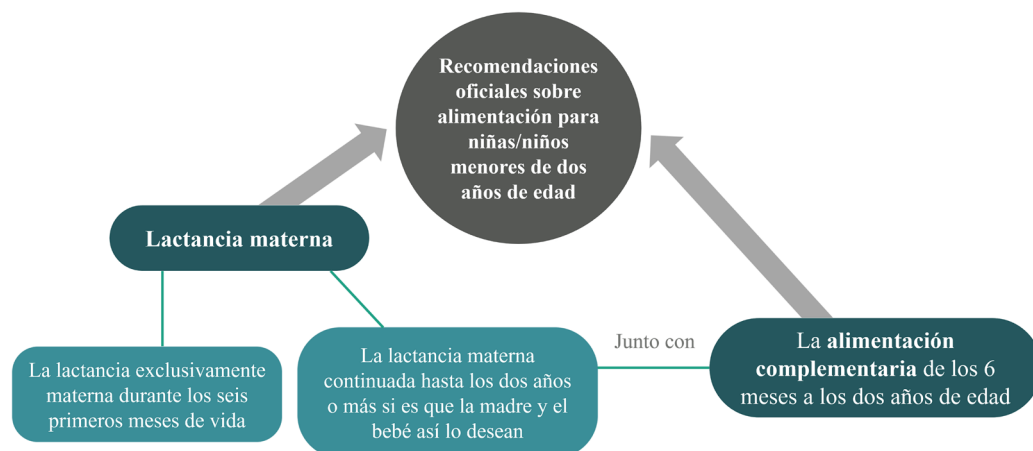 Recomendaciones
oficiales sobre
alimentación para
niñas/niños
menores de dos
años de edad
Lactancia materna
La lactancia exclusivamente
materna durante los seis
primeros meses de vida
La lactancia materna
continuada hasta los dos años
o más si es que la madre y el
bebé así lo desean
Junto con
La alimentación
complementaria de los 6
meses a los dos años de edad